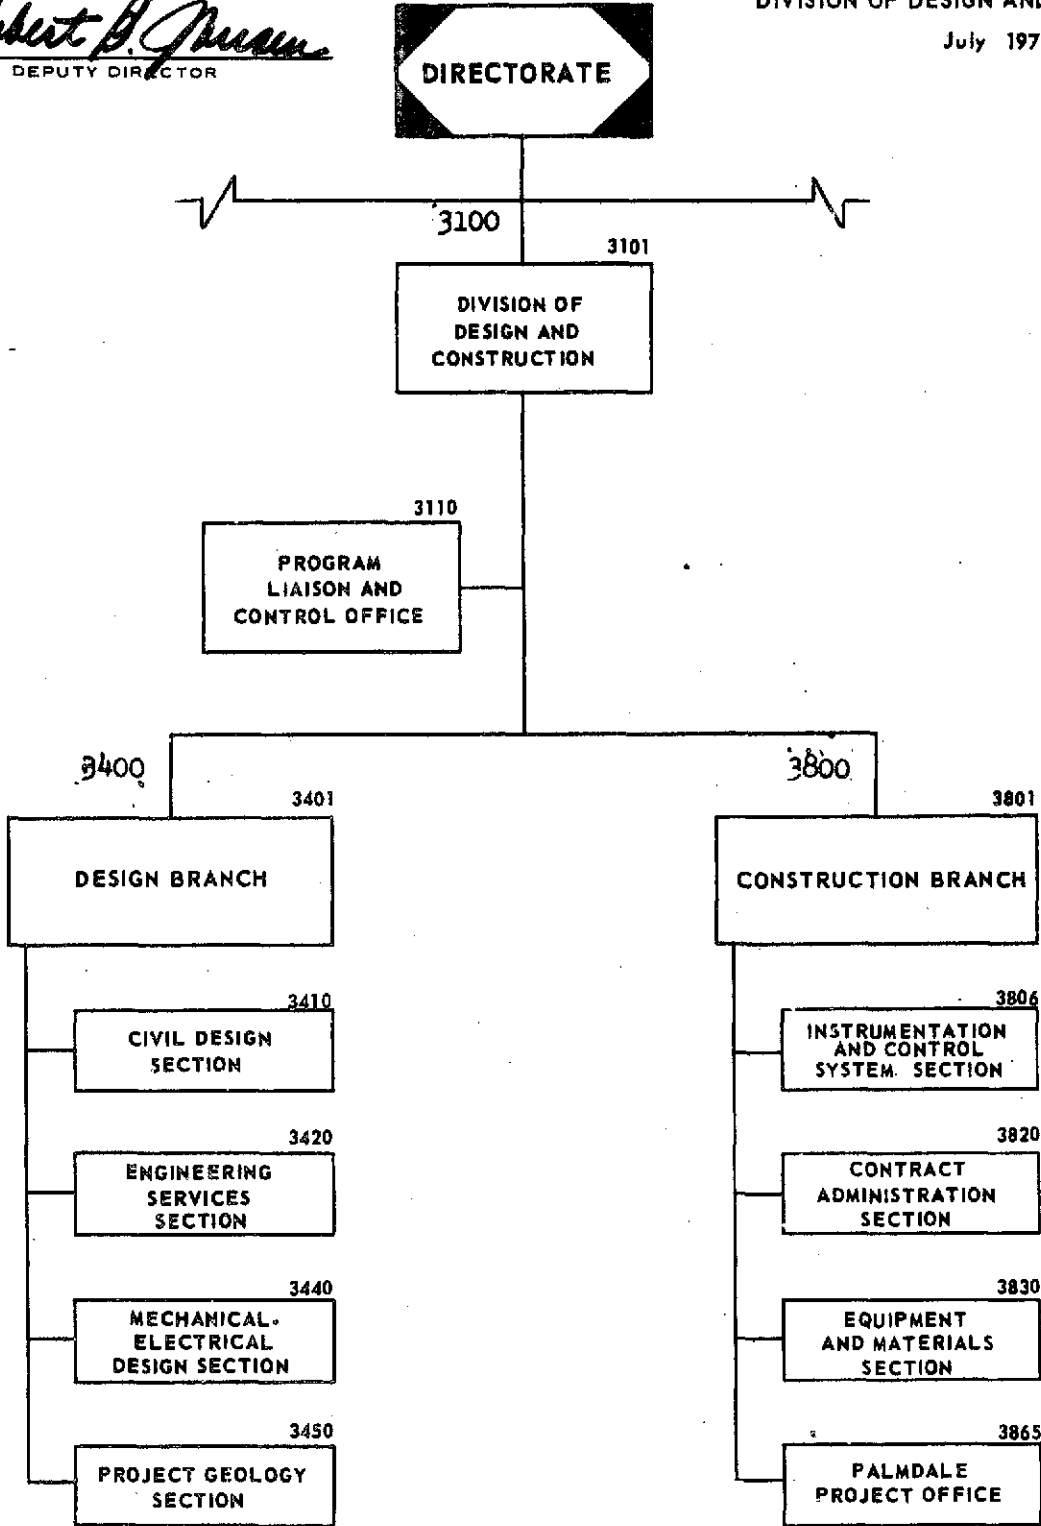 DIVISION OF DESIGN AND
July 197
DEPUTY DIRECTOR
DIRECTORATE
3100
3101
DIVISION OF
DESIGN AND
CONSTRUCTION
3110
PROGRAM
LIAISON AND
CONTROL OFFICE
3400
3800
3401
3801
DESIGN BRANCH
CONSTRUCTION BRANCH
3410
CIVIL DESIGN
SECTION
3420
ENGINEERING
SERVICES
SECTION
3440
MECHANICAL-
ELECTRICAL
DESIGN SECTION
3450
PROJECT GEOLOGY
SECTION
3806
INSTRUMENTATION
AND CONTROL
SYSTEM SECTION
3820
CONTRACT
ADMINISTRATION
SECTION
3830
EQUIPMENT
AND MATERIALS
SECTION
3865
PALMDALE
PROJECT OFFICE